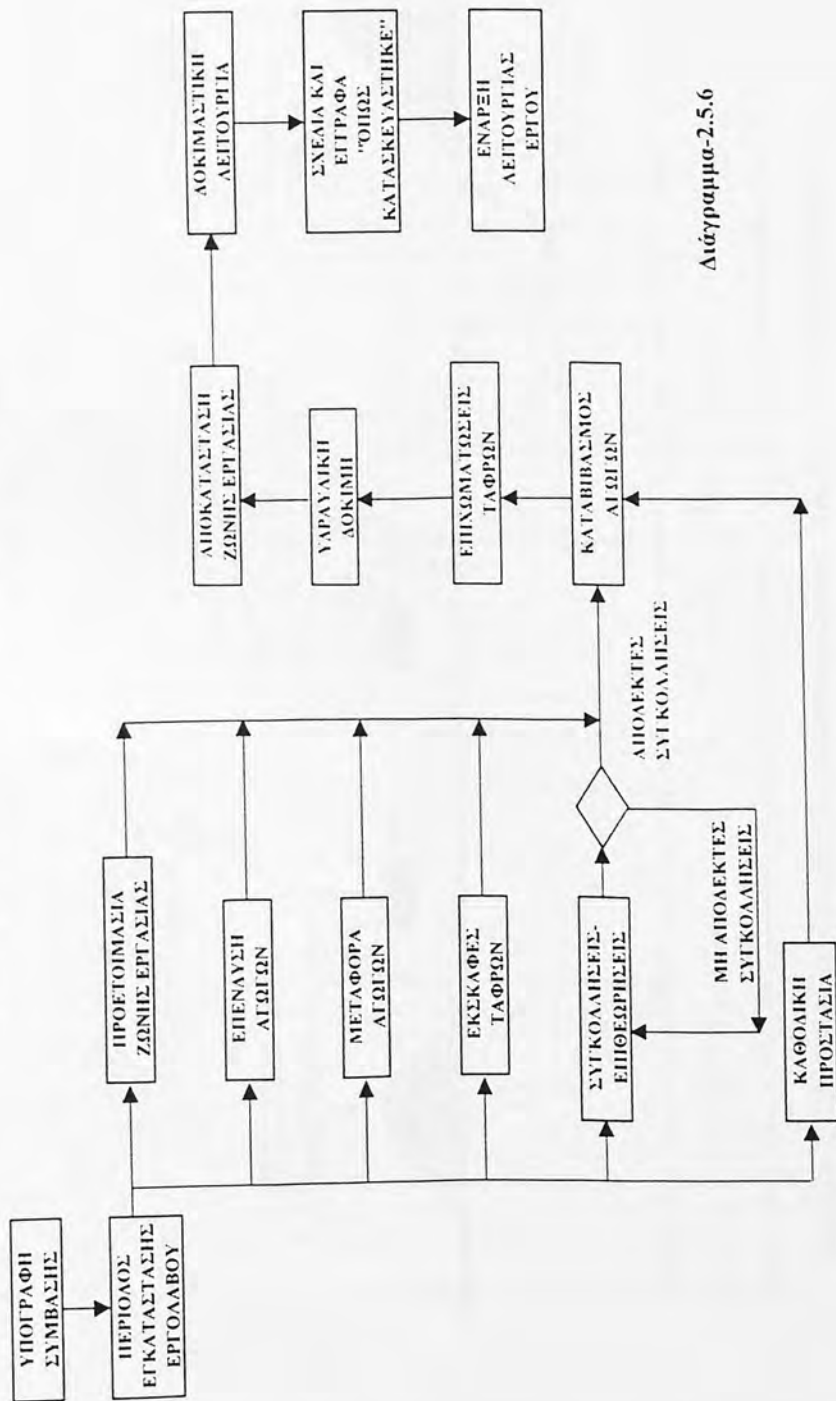 ΥΠΟΓΡΑΦΗ
ΣΥΜΒΑΣΗΣ
ΠΕΡΙΟΔΟΣ
ΕΓΚΑΤΑΣΤΑΣΗΣ
ΕΡΓΟΛΑΒΟΥ
ΠΡΟΕΤΟΙΜΑΣΙΑ
ΖΩΝΗΣ ΕΡΓΑΣΙΑΣ
ΕΠΕΝΔΥΣΗ
ΑΓΩΓΩΝ
ΜΕΤΑΦΟΡΑ
ΑΓΩΓΩΝ
ΕΚΣΚΑΦΕΣ
ΤΑΦΡΩΝ
ΣΥΓΚΟΛΛΗΣΕΙΣ-
ΕΠΙΘΕΩΡΗΣΕΙΣ
ΜΗ ΑΠΟΔΕΚΤΕΣ
ΣΥΓΚΟΛΛΗΣΕΙΣ
ΚΑΘΟΔΙΚΗ
ΠΡΟΣΤΑΣΙΑ
ΑΠΟΔΕΚΤΕΣ
ΣΥΓΚΟΛΛΗΣΕΙΣ
ΑΠΟΚΑΤΑΣΤΑΣΗ
ΖΩΝΗΣ ΕΡΓΑΣΙΑΣ
ΥΔΡΑΥΛΙΚΗ
ΔΟΚΙΜΗ
ΕΠΙΧΩΜΑΤΩΣΕΙΣ
ΤΑΦΡΩΝ
ΚΑΤΑΒΙΒΑΣΜΟΣ
ΑΓΩΓΩΝ
ΔΟΚΙΜΑΣΤΙΚΗ
ΛΕΙΤΟΥΡΓΙΑ
ΣΧΕΔΙΑ ΚΑΙ
ΕΓΓΡΑΦΑ
"ΌΠΩΣ
ΚΑΤΑΣΚΕΥΑΣΤΗΚΕ"
ΕΝΑΡΞΗ
ΛΕΙΤΟΥΡΓΙΑΣ
ΕΡΓΟΥ
Διάγραμμα-2.5.6